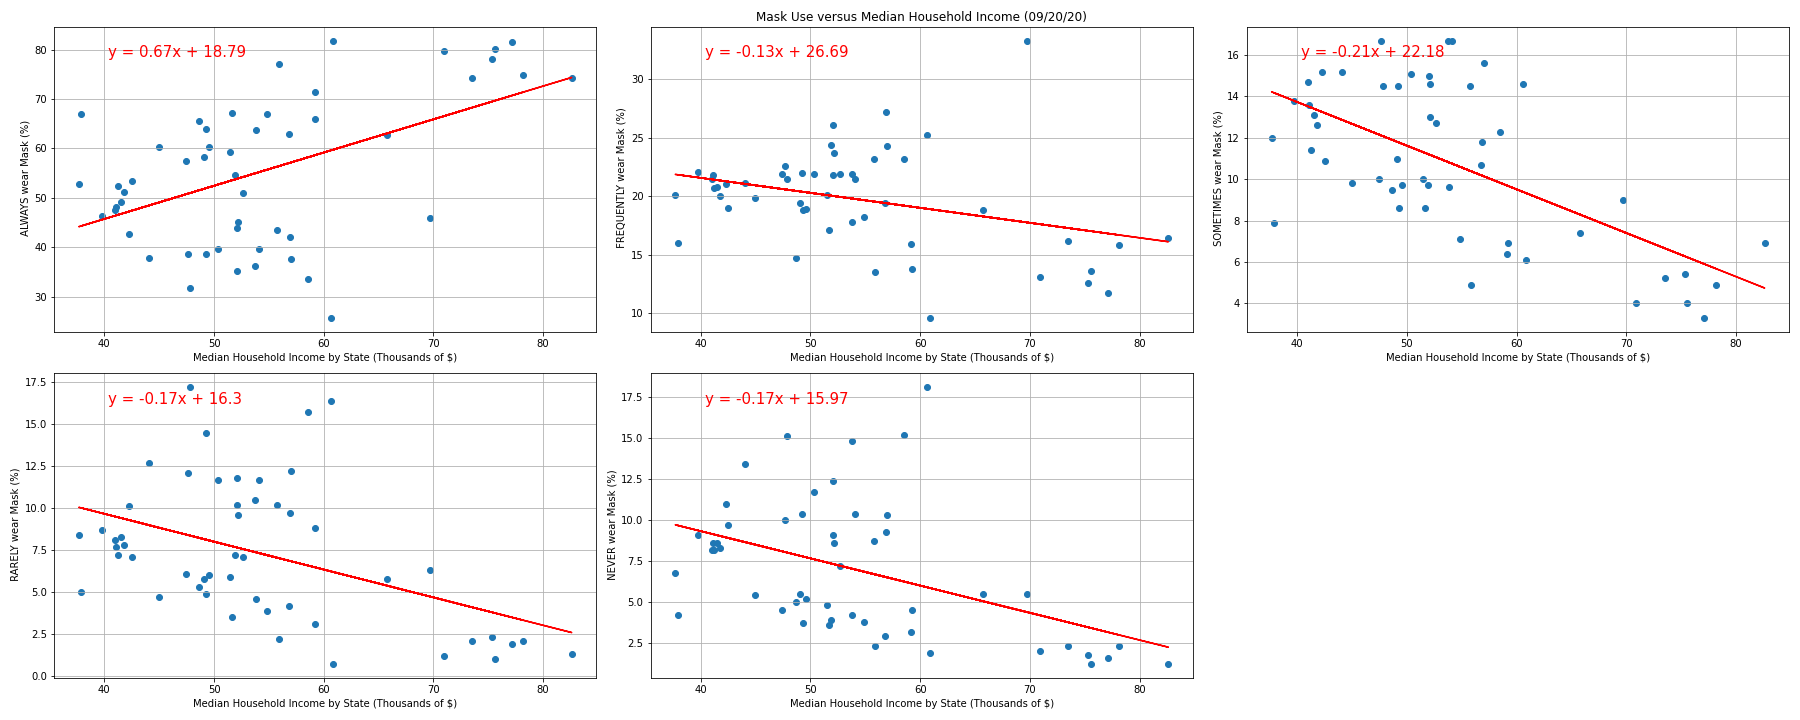 Mask Use versus Median Household Income (09/20/20)
y = 0.67x + 18.79
ALWAYS wear Mask (%)
80
70
60
50
40
30
40 50 60 70 80
Median Household Income by State (Thousands of $)
y = -0.13x + 26.69
FREQUENTLY wear Mask (%)
30
25
20
15
10
40 50 60 70 80
Median Household Income by State (Thousands of $)
y = -0.21x + 22.18
SOMETIMES wear Mask (%)
16
14
12
10
8
6
4
40 50 60 70 80
Median Household Income by State (Thousands of $)
y = -0.17x + 16.3
RARELY wear Mask (%)
17.5
15.0
12.5
10.0
7.5
5.0
2.5
0.0
40 50 60 70 80
Median Household Income by State (Thousands of $)
y = -0.17x + 15.97
NEVER wear Mask (%)
17.5
15.0
12.5
10.0
7.5
5.0
2.5
40 50 60 70 80
Median Household Income by State (Thousands of $)